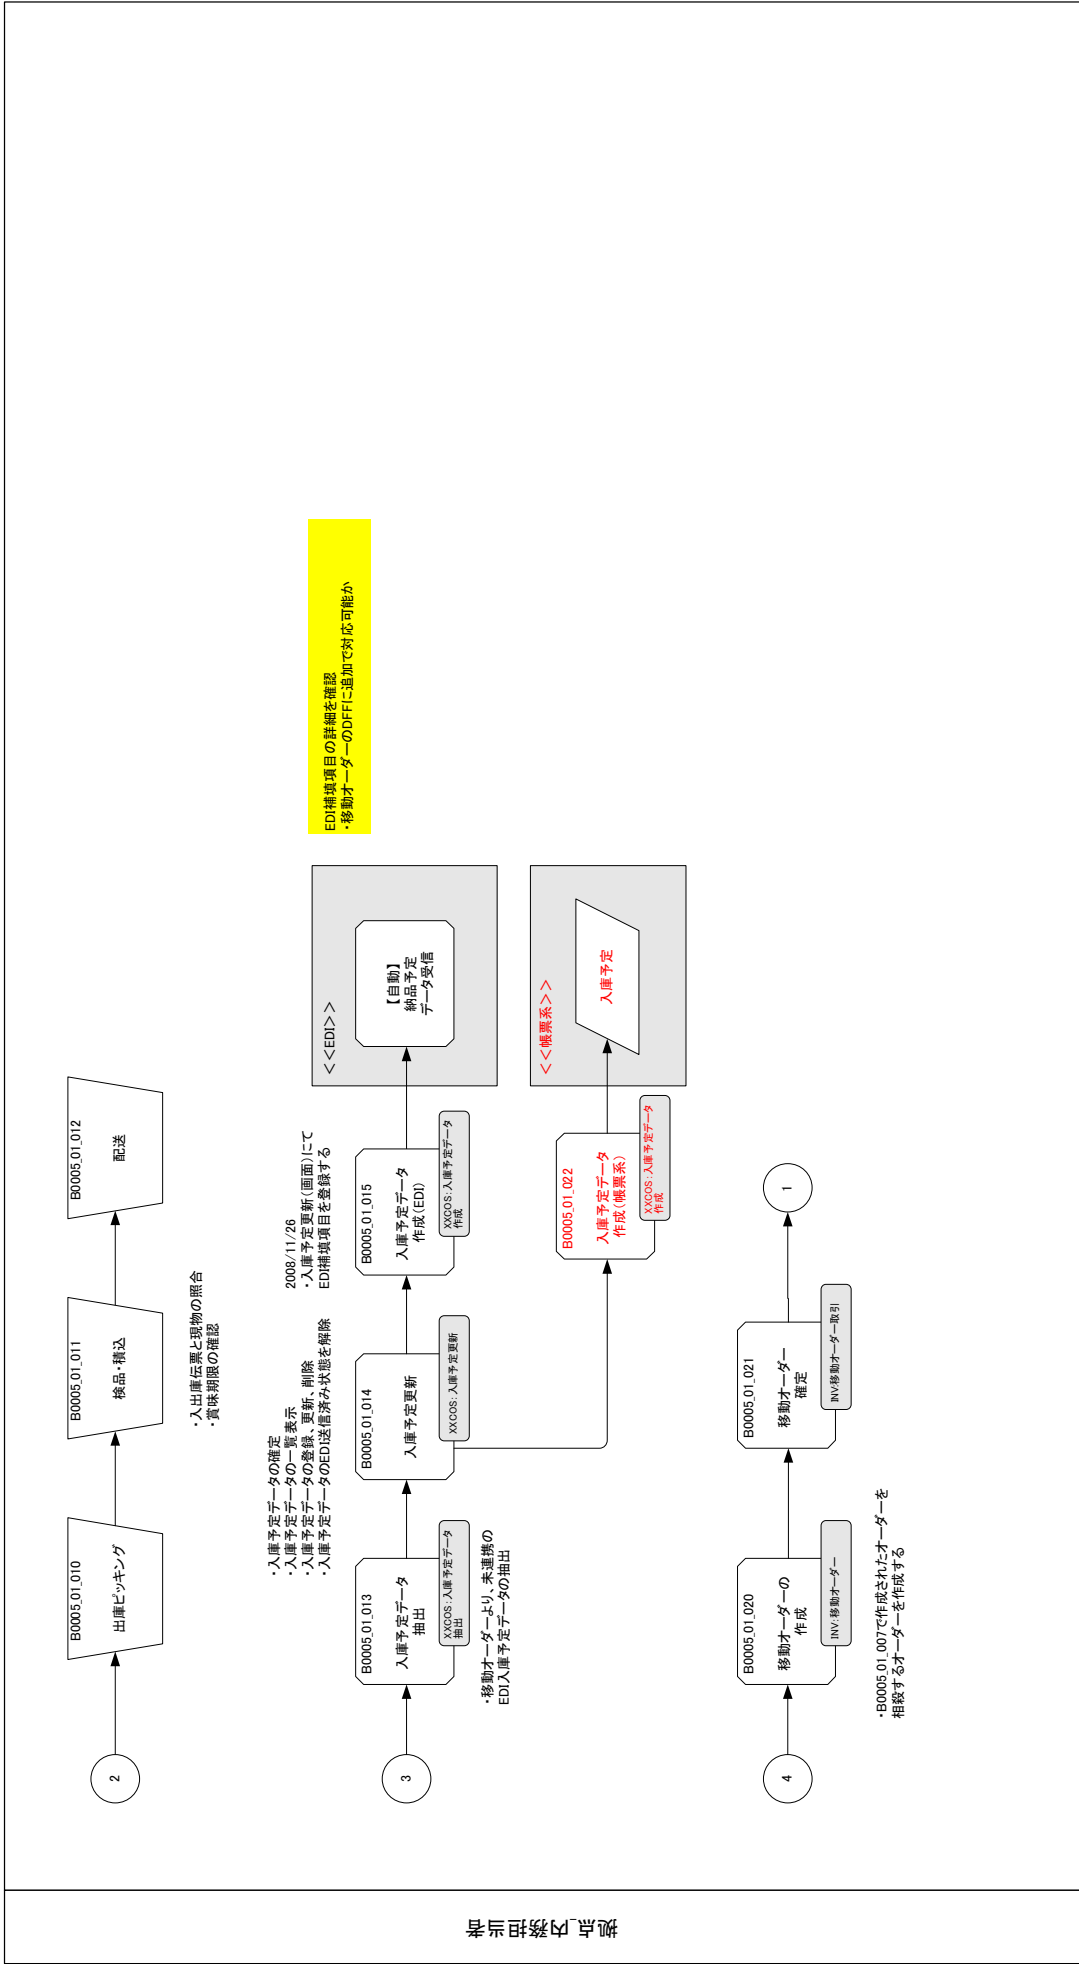 拠点_内務担当者
2
B0005_01_010
出庫ピッキング
B0005_01_011
検品・積込
・入出庫伝票と現物の照合
・賞味期限の確認
B0005_01_012
配送
3
B0005_01_013
入庫予定データ
抽出
XXCOS:入庫予定データ
抽出
・移動オーダーより、未連携の
EDI入庫予定データの抽出
・入庫予定データの確定
・入庫予定データの一覧表示
・入庫予定データの登録、更新、削除
・入庫予定データのEDI送信済み状態を解除
B0005_01_014
入庫予定更新
XXCOS:入庫予定更新
2008/11/26
・入庫予定更新(画面)にて
EDI補填項目を登録する
B0005_01_015
入庫予定データ
作成(EDI)
XXCOS:入庫予定データ
作成
<<EDI>>
【自動】
納品予定
データ受信
EDI補填項目の詳細を確認
・移動オーダーのDFFに追加で対応可能か
B0005_01_022
入庫予定データ
作成(帳票系)
XXCOS:入庫予定データ
作成
<<帳票系>>
入庫予定
4
B0005_01_020
移動オーダーの
作成
INV:移動オーダー
・B0005_01_007で作成されたオーダーを
相殺するオーダーを作成する
B0005_01_021
移動オーダー
確定
INV:移動オーダー取引
1